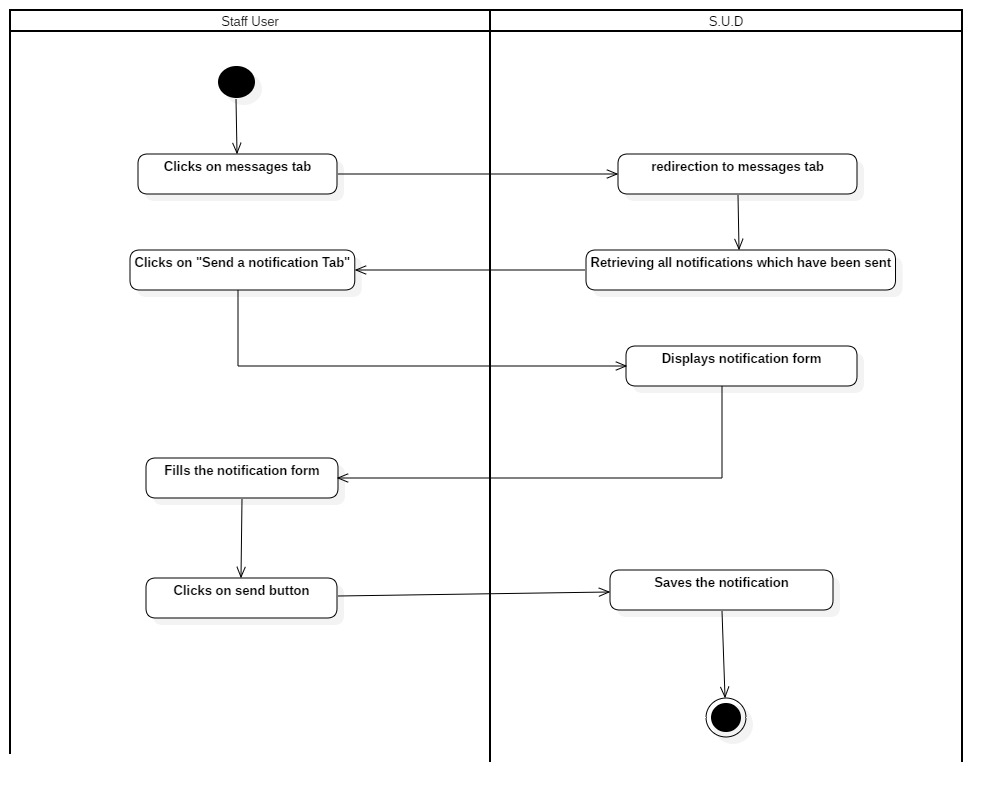 Staff User
S.U.D
Clicks on messages tab
redirection to messages tab
Clicks on "Send a notification Tab"
Retrieving all notifications which have been sent
Displays notification form
Fills the notification form
Clicks on send button
Saves the notification